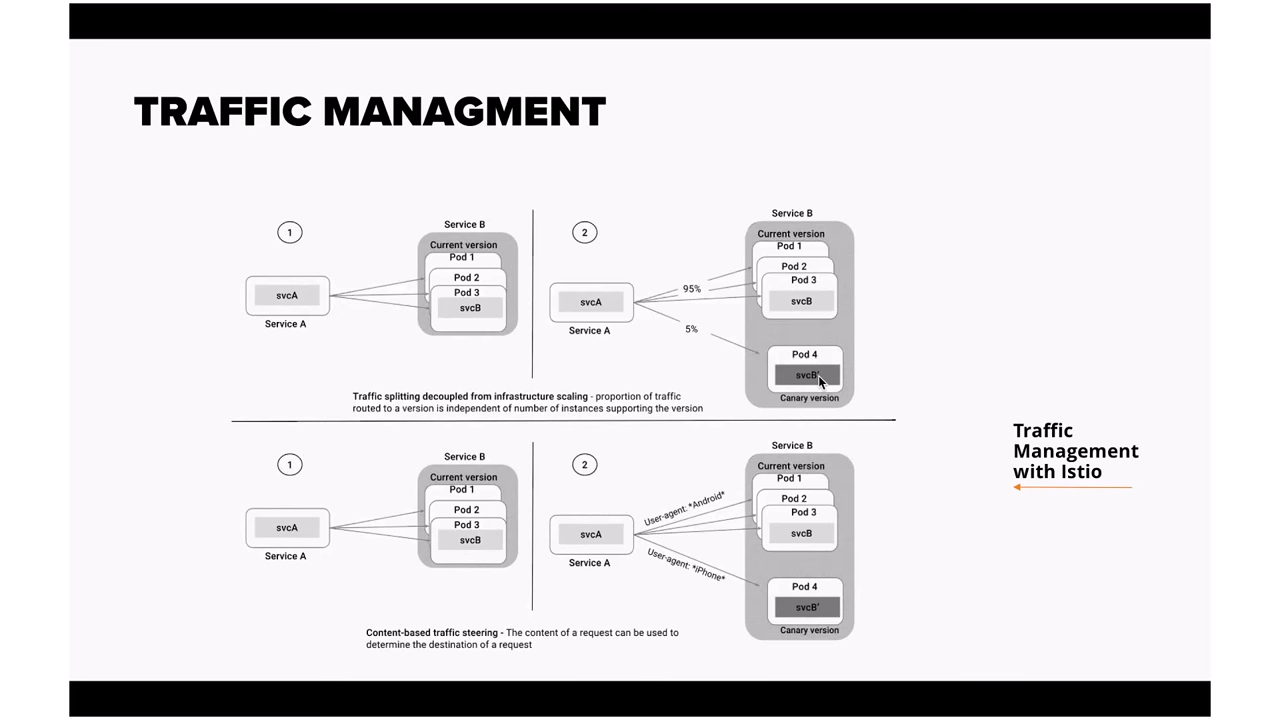 TRAFFIC MANAGMENT
1
Service B
Current version
Pod 1
Pod 2
Pod 3
svcB
svcA
Service A
2
Service B
Current version
Pod 1
Pod 2
Pod 3
svcB
95%
svcA
5%
Service A
Pod 4
svcB'
Canary version
Traffic splitting decoupled from infrastructure scaling - proportion of traffic
routed to a version is independent of number of instances supporting the version
1
Service B
Current version
Pod 1
Pod 2
Pod 3
svcB
svcA
Service A
2
Service B
Current version
Pod 1
Pod 2
Pod 3
svcB
User-agent: *Android*
svcA
User-agent: *iPhone*
Service A
Pod 4
svcB'
Canary version
Content-based traffic steering - The content of a request can be used to
determine the destination of a request
Traffic
Management
with Istio